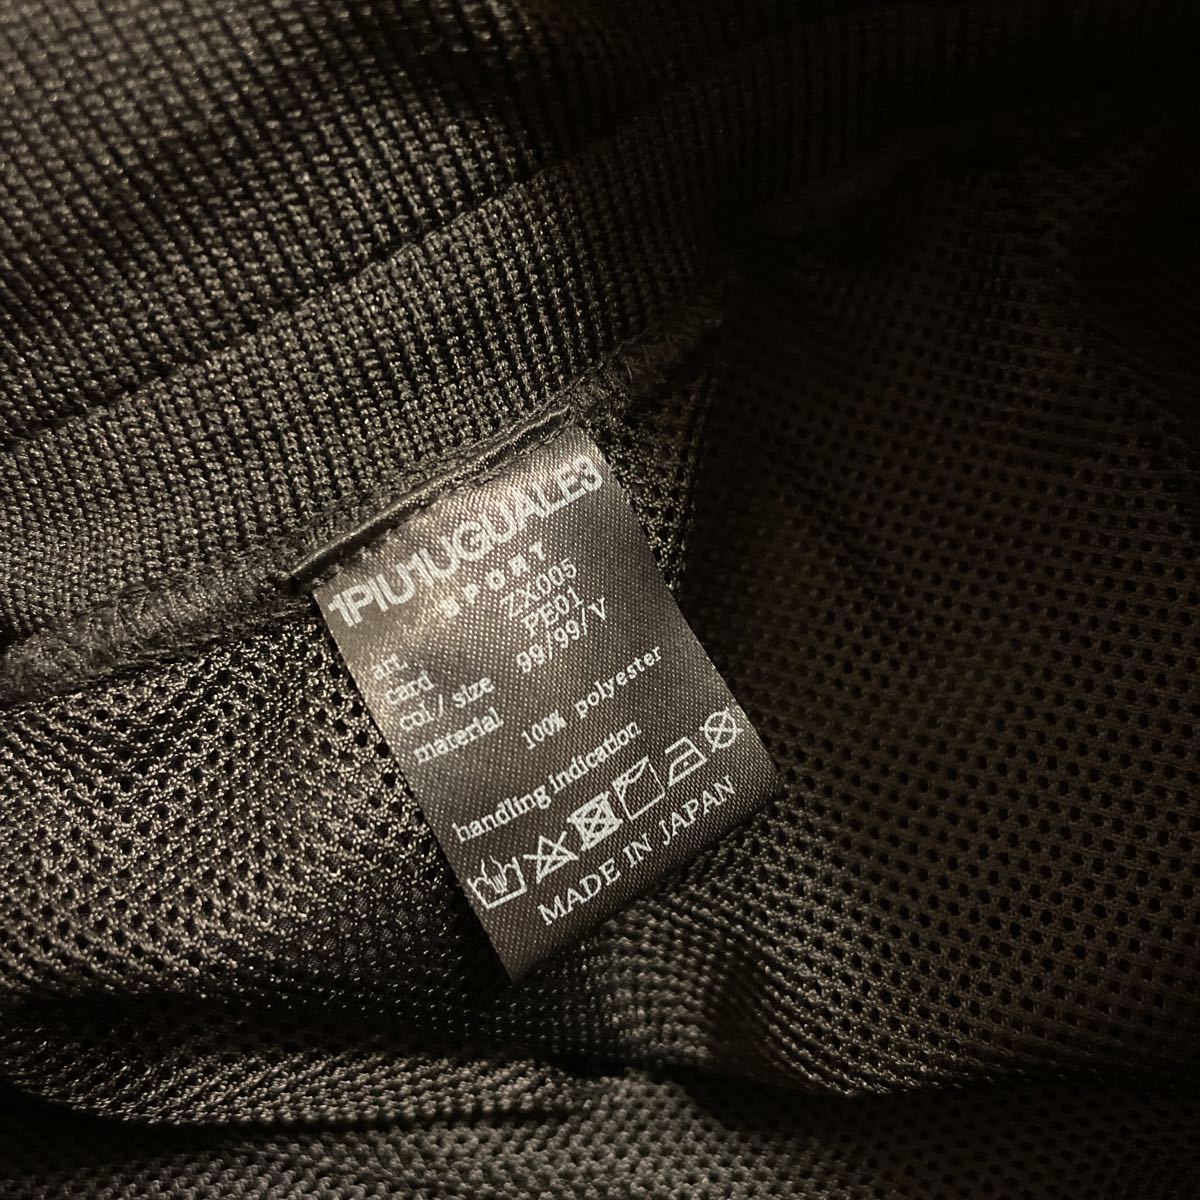 1PIU1UGUALE3
SPORT
art. ZX005
card PE01
col/size 99/99/V
material
100% polyester
handling indication
MADE IN JAPAN